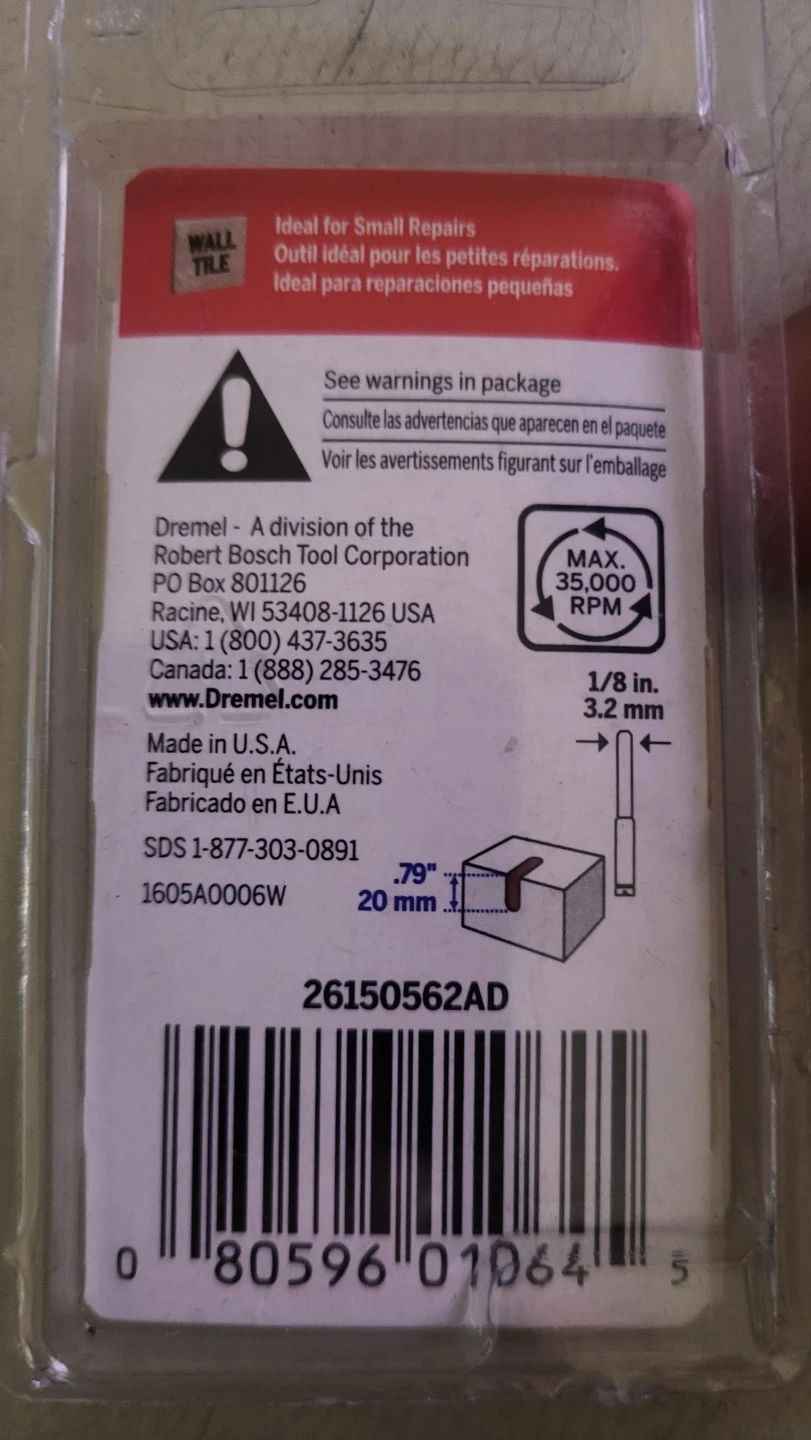 WALL
TILE
Ideal for Small Repairs
Outil idéal pour les petites réparations.
Ideal para reparaciones pequeñas
See warnings in package
Consulte las advertencias que aparecen en el paquete
Voir les avertissements figurant sur l'emballage
Dremel - A division of the
Robert Bosch Tool Corporation
PO Box 801126
Racine, WI 53408-1126 USA
USA: 1 (800) 437-3635
Canada: 1 (888) 285-3476
www.Dremel.com
MAX.
35,000
RPM
1/8 in.
3.2 mm
Made in U.S.A.
Fabriqué en États-Unis
Fabricado en E.U.A
SDS 1-877-303-0891
1605A0006W
.79"
20 mm
26150562AD
0 80596 01064 5